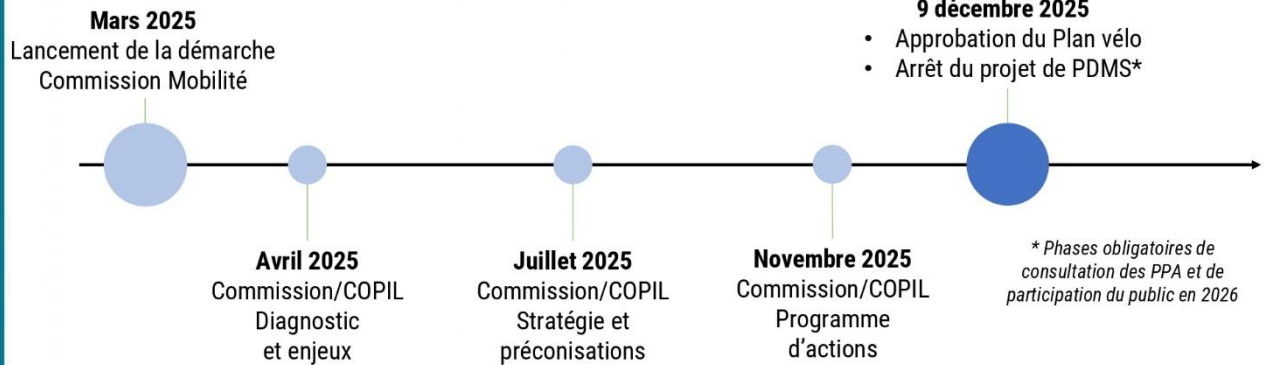 Mars 2025
Lancement de la démarche
Commission Mobilité
9 décembre 2025
• Approbation du Plan vélo
• Arrêt du projet de PDMS*
Avril 2025
Commission/COPIL
Diagnostic
et enjeux
Juillet 2025
Commission/COPIL
Stratégie et
préconisations
Novembre 2025
Commission/COPIL
Programme
d’actions
* Phases obligatoires de
consultation des PPA et de
participation du public en 2026